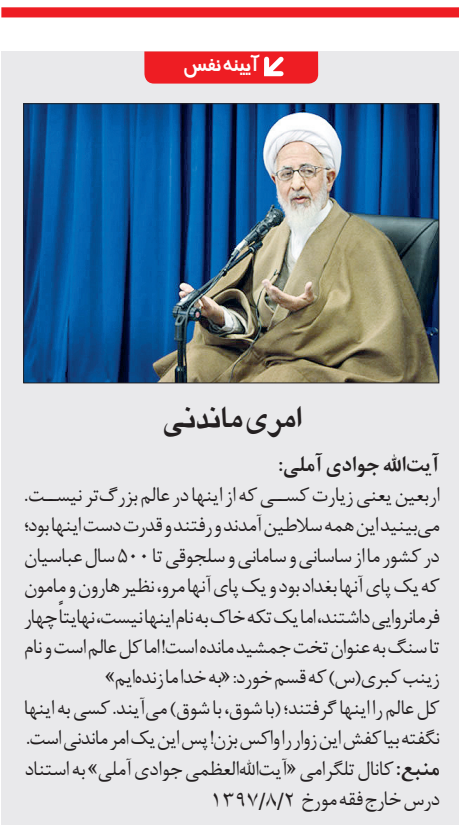 آیینه نفس
امری ماندنی
آیت‌الله جوادی آملی:
اربعین یعنی زیارت کســی که از اینها در عالم بزرگ‌تر نیســت.
می‌بینید این همه سلاطین آمدند و رفتند و قدرت دست اینها بود؛
در کشور ما از ساسانی و سامانی و سلجوقی تا ۵۰۰ سال عباسیان
که یک پای آنها بغداد بود و یک پای آنها مرو، نظیر هارون و مامون
فرمانروایی داشتند، اما یک تکه خاک به نام اینها نیست، نهایتاً چهار
تا سنگ به عنوان تخت جمشید مانده است! اما کل عالم است و نام
زینب کبری(س) که قسم خورد: «به خدا ما زنده‌ایم»
کل عالم را اینها گرفتند؛ (با شوق، با شوق) می‌آیند. کسی به اینها
نگفته بیا کفش این زوار را واکس بزن! پس این یک امر ماندنی است.
منبع: کانال تلگرامی «آیت‌الله‌العظمی جوادی آملی» به استناد
درس خارج فقه مورخ ۱۳۹۷/۸/۲